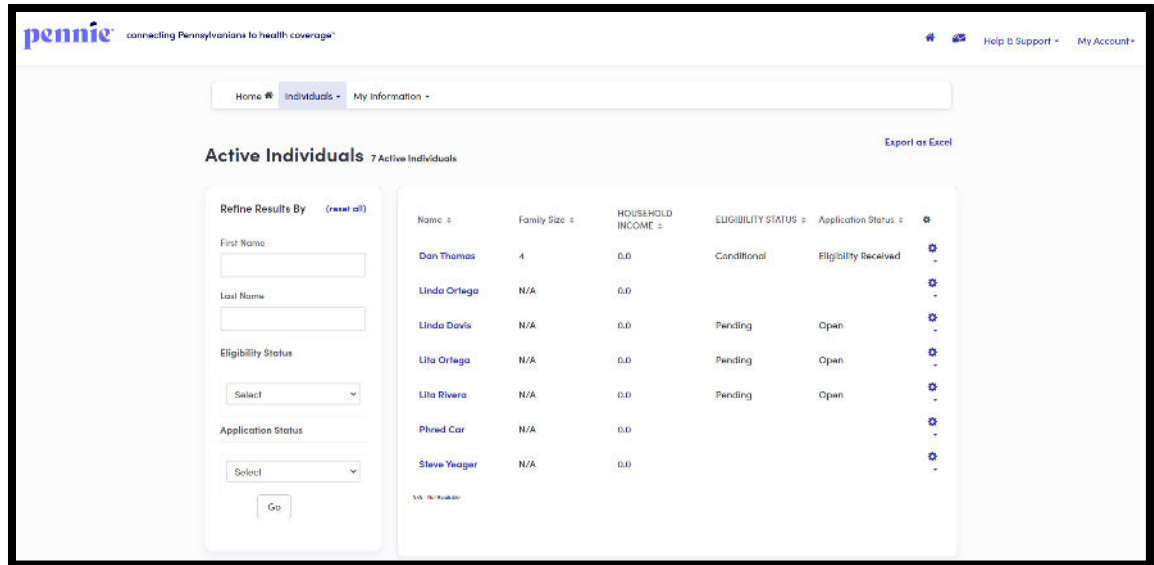 pennie connecting Pennsylvanians to health coverage™ Help & Support My Account
Home Individuals My Information
Export as Excel
Active Individuals 7 Active Individuals
Refine Results By (reset all)
First Name
Last Name
Eligibility Status
Select
Application Status
Select
Go
Name Family Size HOUSEHOLD INCOME ELIGIBILITY STATUS Application Status
Dan Thomas 4 0.0 Conditional Eligibility Received
Linda Ortega N/A 0.0
Linda Davis N/A 0.0 Pending Open
Lita Ortega N/A 0.0 Pending Open
Lita Rivera N/A 0.0 Pending Open
Phred Car N/A 0.0
Steve Yeager N/A 0.0
N/A - Not Available